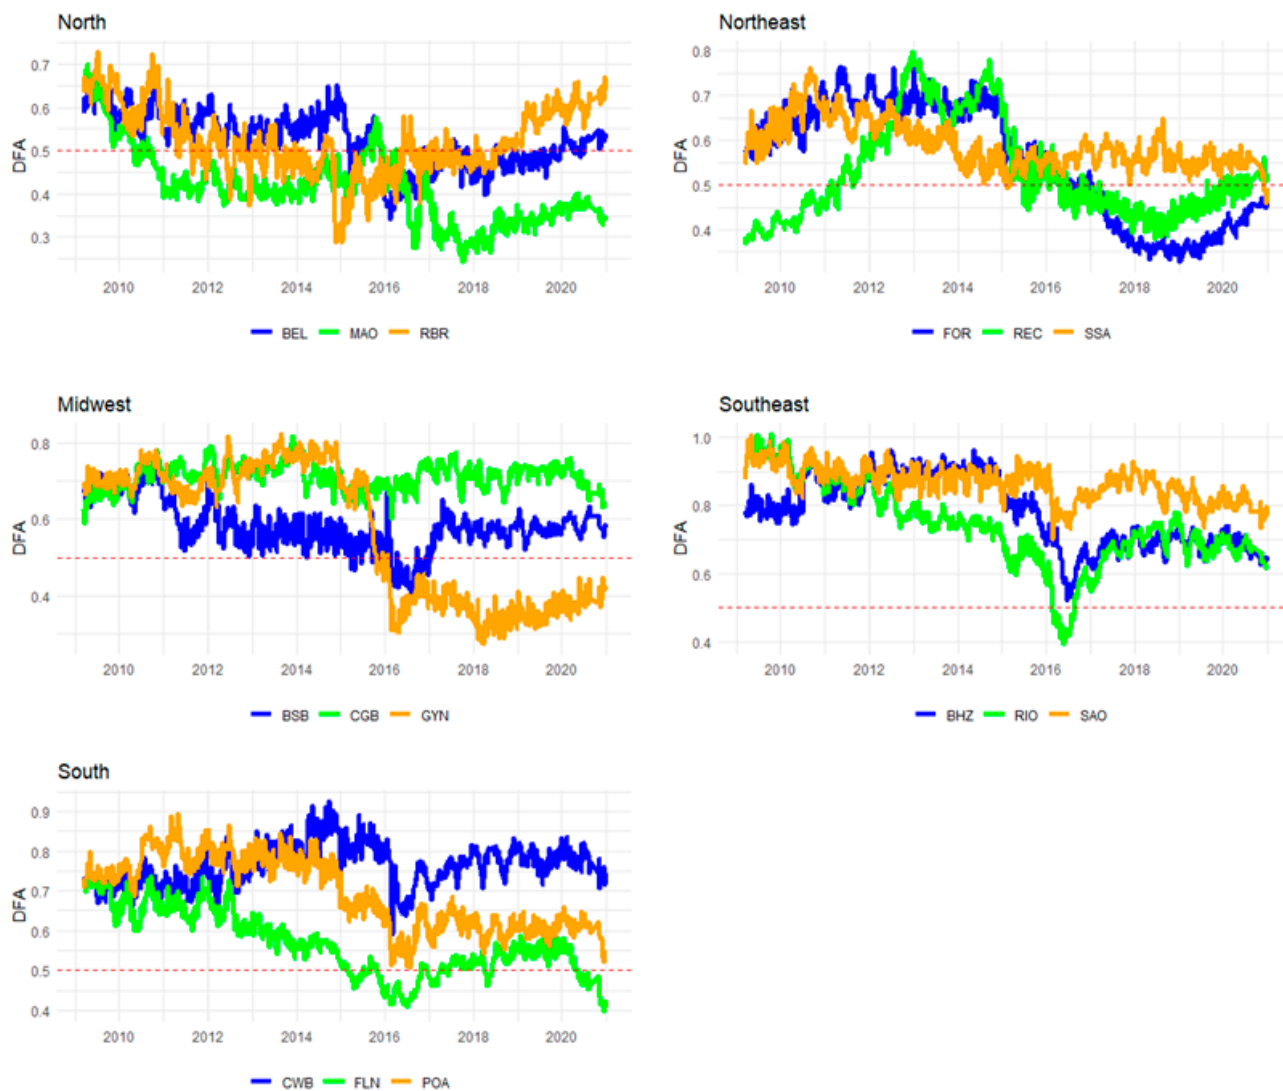 North
DFA
0.7
0.6
0.5
0.4
0.3
2010 2012 2014 2016 2018 2020
BEL MAO RBR
Northeast
DFA
0.8
0.7
0.6
0.5
0.4
2010 2012 2014 2016 2018 2020
FOR REC SSA
Midwest
DFA
0.8
0.6
0.4
2010 2012 2014 2016 2018 2020
BSB CGB GYN
Southeast
DFA
1.0
0.8
0.6
0.4
2010 2012 2014 2016 2018 2020
BHZ RIO SAO
South
DFA
0.9
0.8
0.7
0.6
0.5
0.4
2010 2012 2014 2016 2018 2020
CWB FLN POA